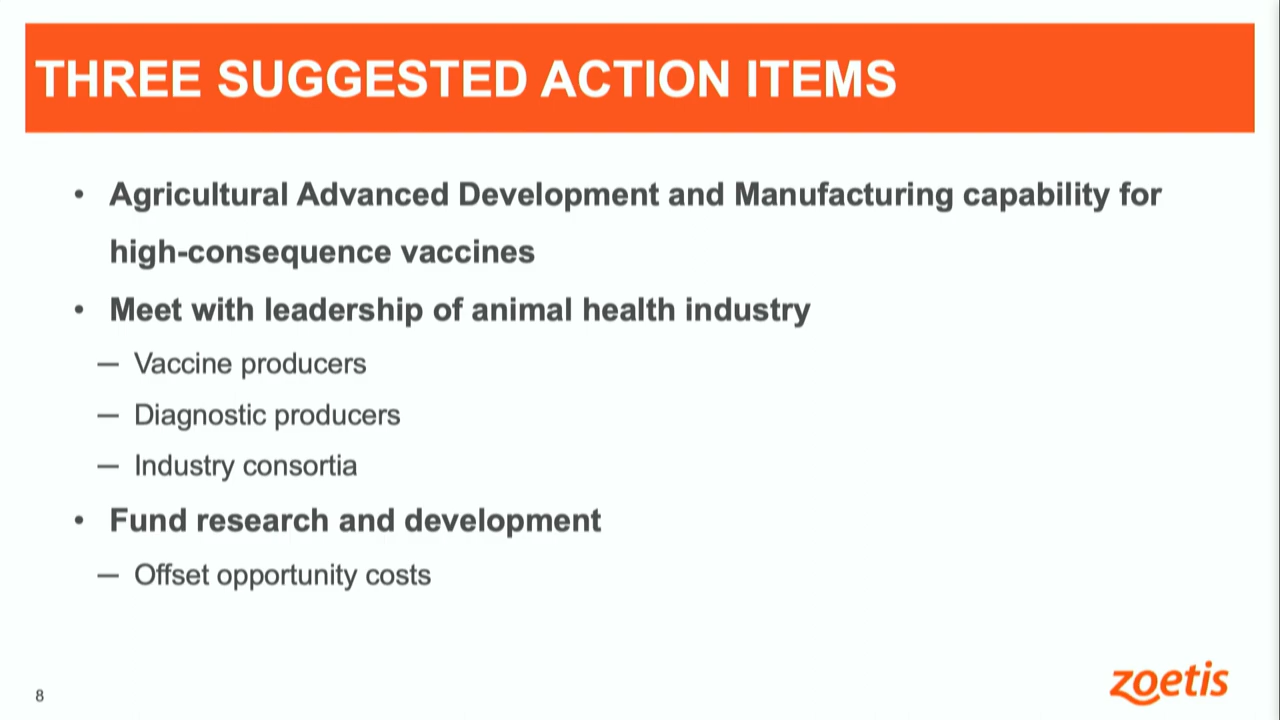 THREE SUGGESTED ACTION ITEMS
• Agricultural Advanced Development and Manufacturing capability for
high-consequence vaccines
• Meet with leadership of animal health industry
— Vaccine producers
— Diagnostic producers
— Industry consortia
• Fund research and development
— Offset opportunity costs
8
zoetis